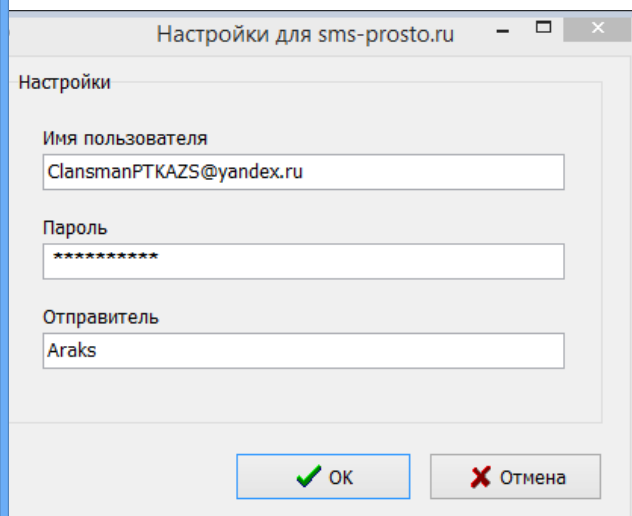 Настройки для sms-prosto.ru
Настройки
Имя пользователя
ClansmanPTKAZS@yandex.ru
Пароль
**********
Отправитель
Araks
OK
Отмена